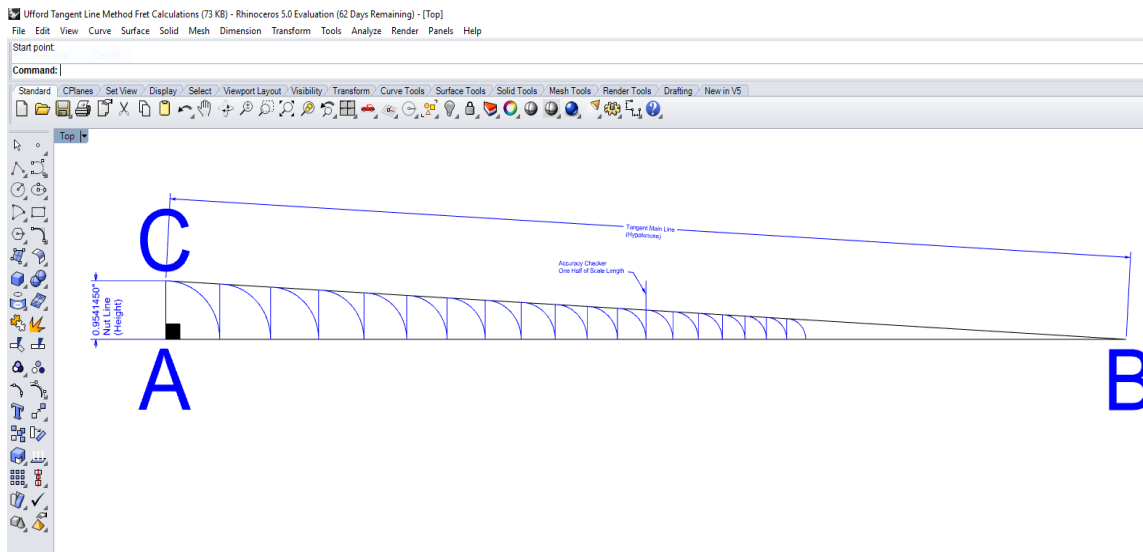 Ufford Tangent Line Method Fret Calculations (73 KB) - Rhinoceros 5.0 Evaluation (62 Days Remaining) - [Top]
File Edit View Curve Surface Solid Mesh Dimension Transform Tools Analyze Render Panels Help
Start point:
Command:
Standard CPlanes Set View Display Select Viewport Layout Visibility Transform Curve Tools Surface Tools Solid Tools Mesh Tools Render Tools Drafting New in V5
Top
Tangent Main Line
(Hypotenuse)
C
Accuracy Checker
One Half of Scale Length
0.9541450"
Nut Line
(Height)
A
B